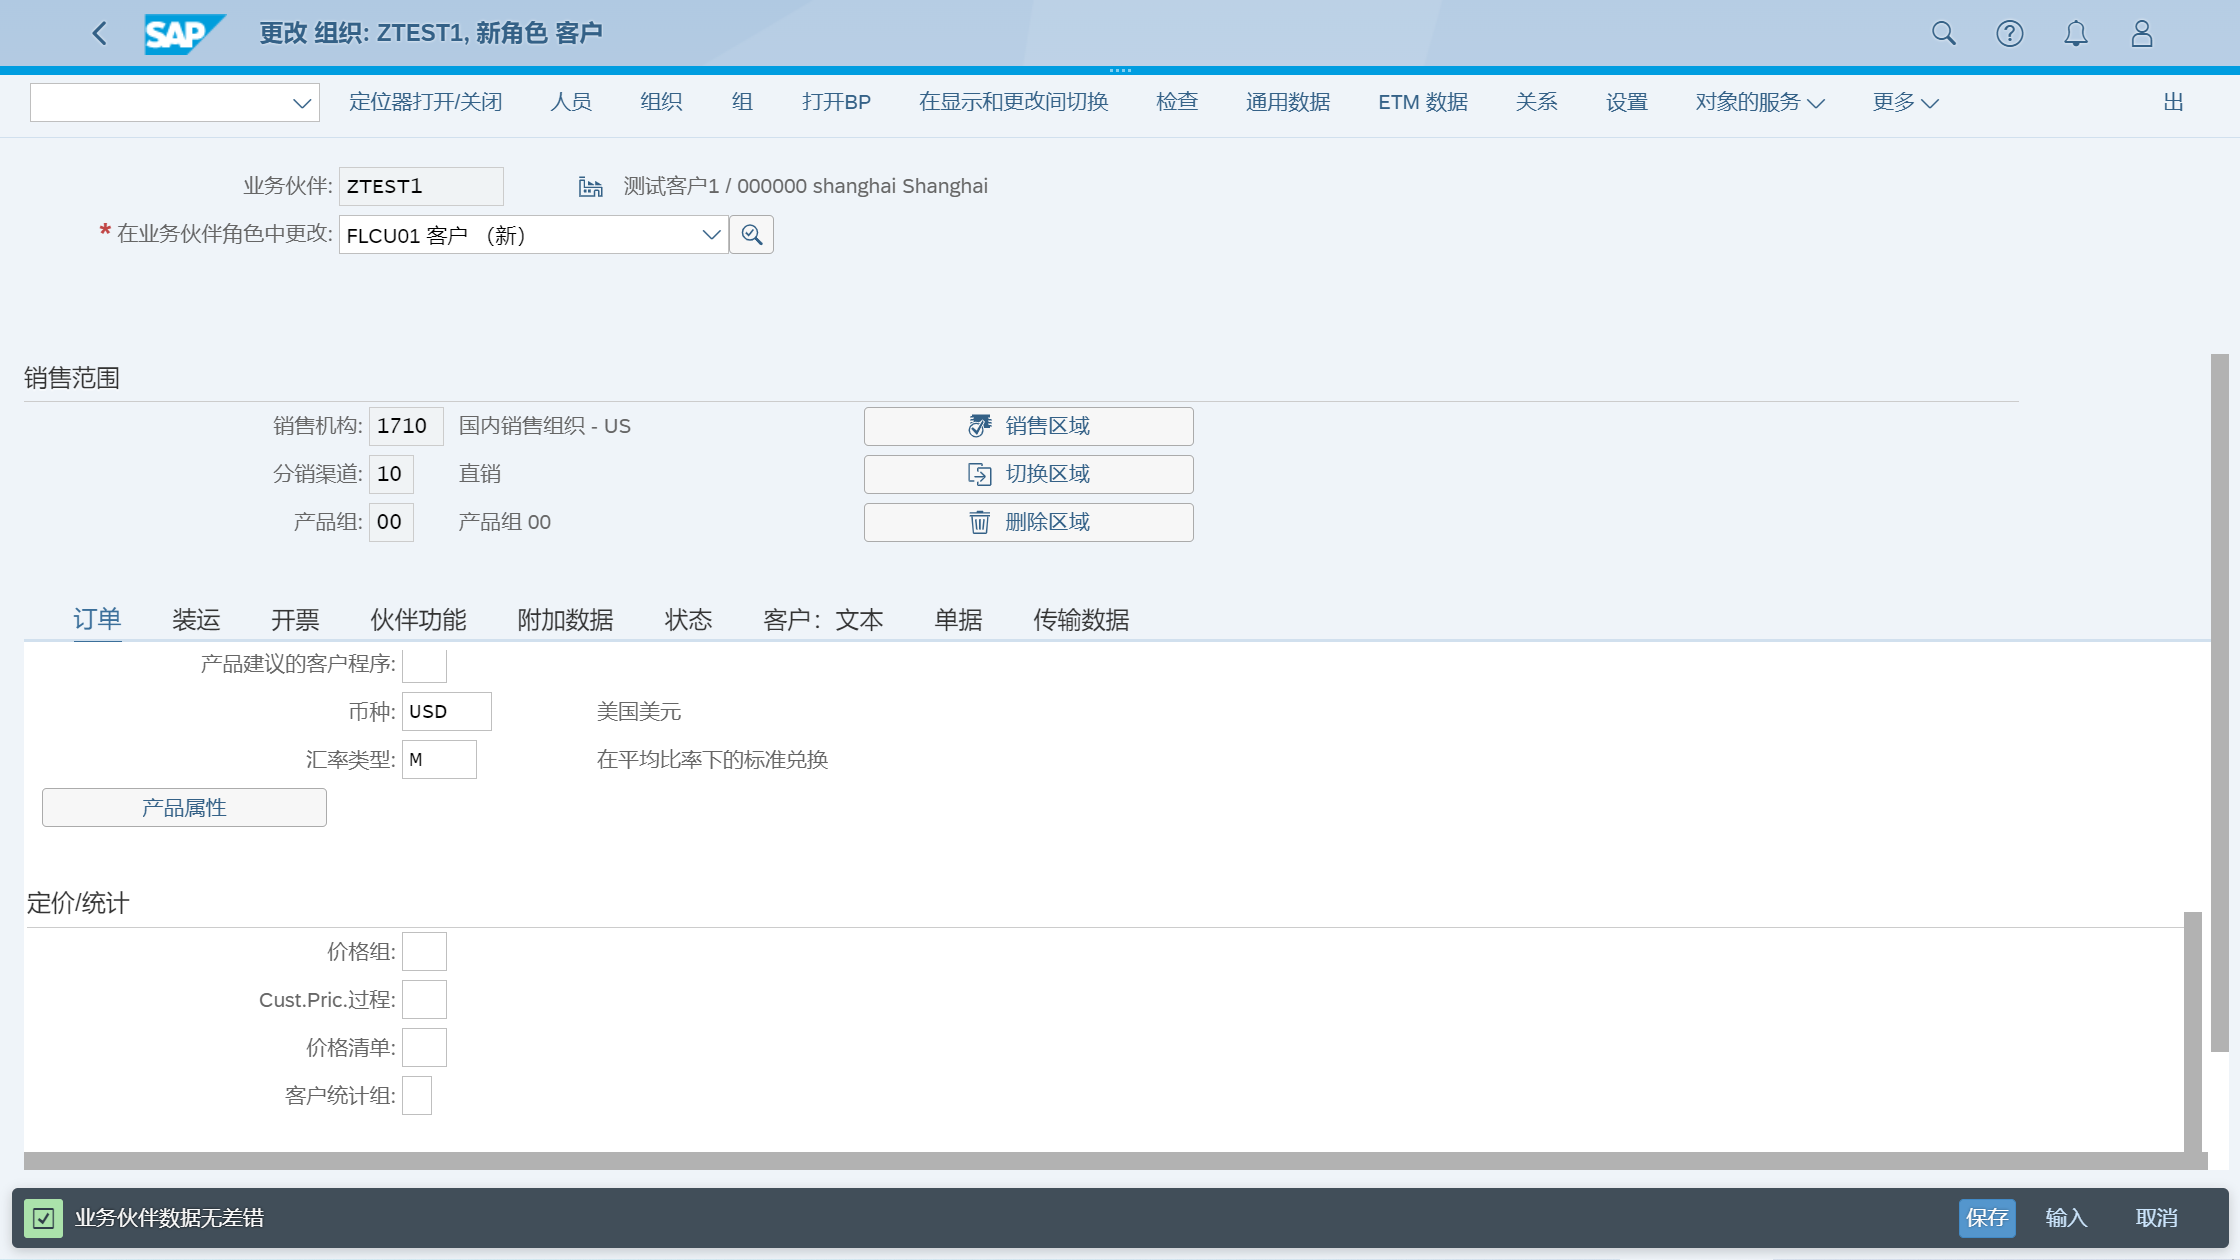 SAP 更改 组织: ZTEST1, 新角色 客户
定位器打开/关闭 人员 组织 组 打开BP 在显示和更改间切换 检查 通用数据 ETM 数据 关系 设置 对象的服务 更多 出
业务伙伴: ZTEST1 测试客户1 / 000000 shanghai Shanghai
* 在业务伙伴角色中更改: FLCU01 客户 （新）
销售范围
销售机构: 1710 国内销售组织 - US 销售区域
分销渠道: 10 直销 切换区域
产品组: 00 产品组 00 删除区域
订单 装运 开票 伙伴功能 附加数据 状态 客户：文本 单据 传输数据
产品建议的客户程序:
币种: USD 美国美元
汇率类型: M 在平均比率下的标准兑换
产品属性
定价/统计
价格组:
Cust.Pric.过程:
价格清单:
客户统计组:
业务伙伴数据无差错 保存 输入 取消